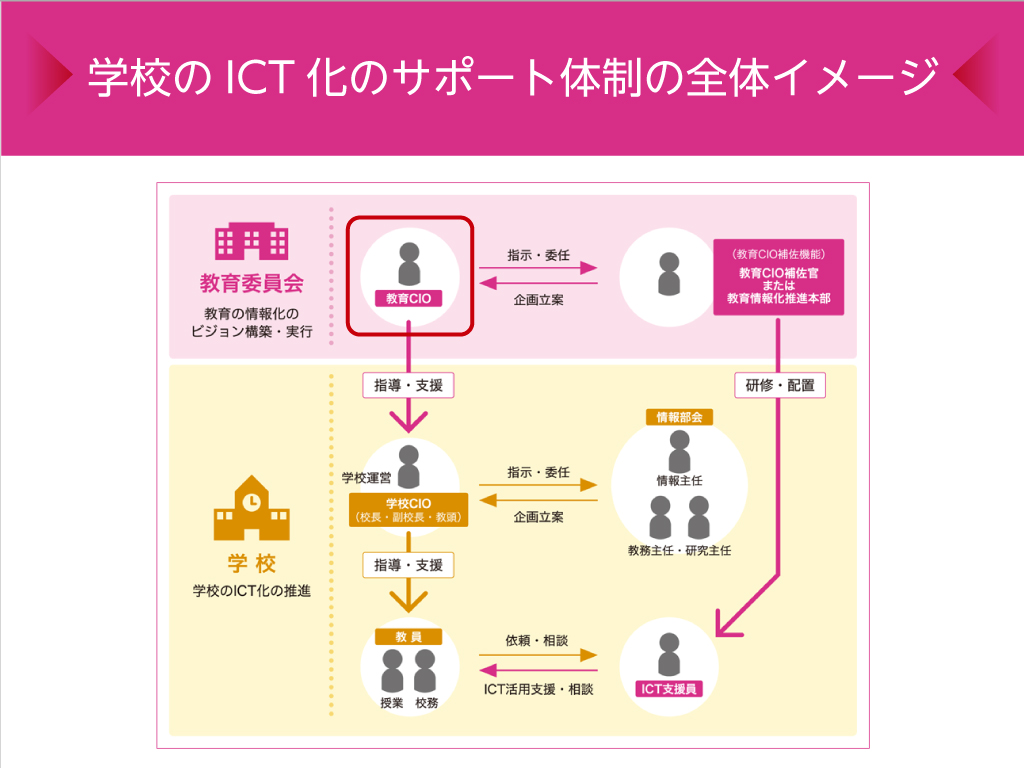 学校の ICT 化のサポート体制の全体イメージ
教育委員会
教育の情報化の
ビジョン構築・実行
教育CIO
指示・委任
企画立案
（教育CIO補佐機能）
教育CIO補佐官
または
教育情報化推進本部
指導・支援
研修・配置
学校
学校のICT化の推進
学校運営
学校CIO
（校長・副校長・教頭）
指示・委任
企画立案
情報部会
情報主任
教務主任・研究主任
指導・支援
教員
授業 校務
依頼・相談
ICT活用支援・相談
ICT支援員